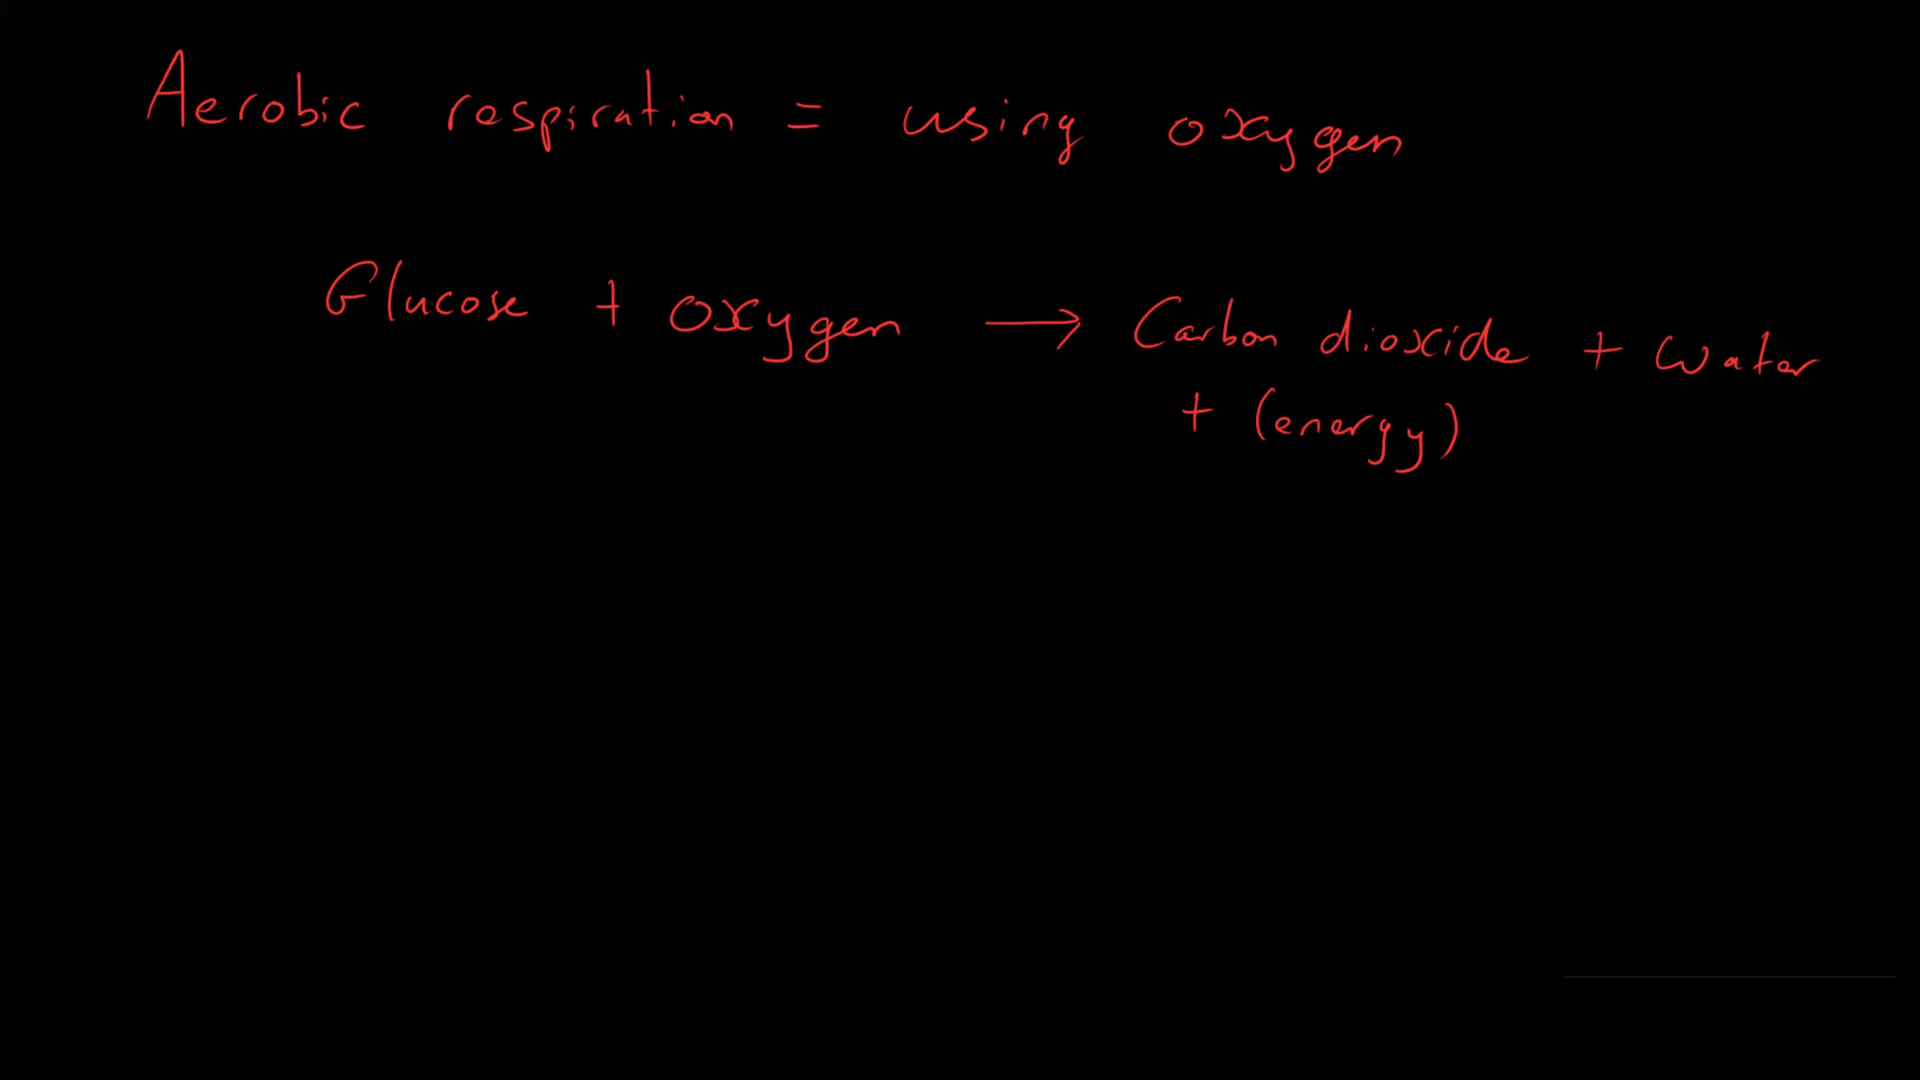 Aerobic respiration = using oxygen
Glucose + oxygen → Carbon dioxide + water
+ (energy)